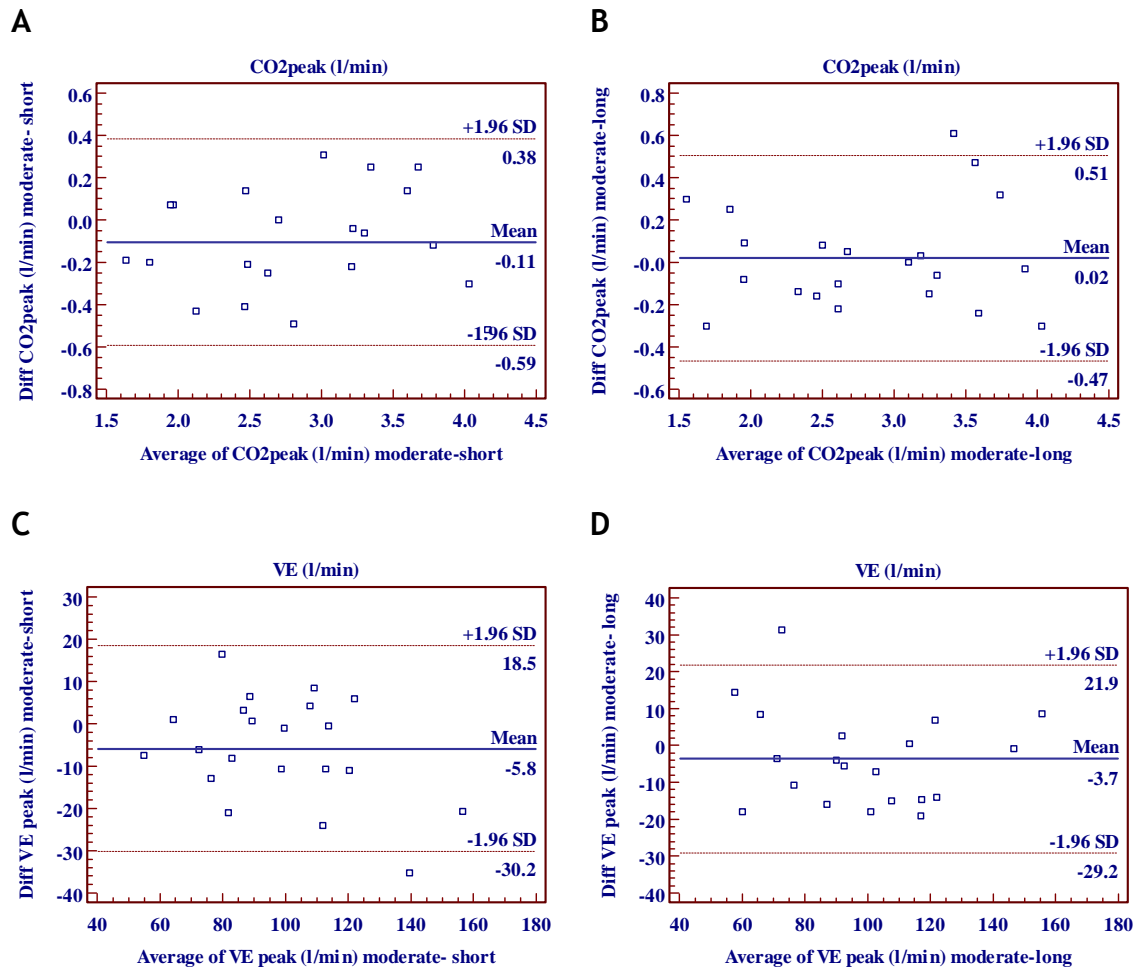 A
CO2peak (l/min)
Diff CO2peak (l/min) moderate- short
0.6
0.4
0.2
0.0
-0.2
-0.4
-0.6
-0.8
+1.96 SD
0.38
Mean
-0.11
-1.96 SD
-0.59
1.5
2.0
2.5
3.0
3.5
4.0
4.5
Average of CO2peak (l/min) moderate-short
B
CO2peak (l/min)
Diff CO2peak (l/min) moderate-long
0.8
0.6
0.4
0.2
-0.0
-0.2
-0.4
-0.6
+1.96 SD
0.51
Mean
0.02
-1.96 SD
-0.47
1.5
2.0
2.5
3.0
3.5
4.0
4.5
Average of CO2peak (l/min) moderate-long
C
VE (l/min)
Diff VE peak (l/min) moderate-short
30
20
10
0
-10
-20
-30
-40
+1.96 SD
18.5
Mean
-5.8
-1.96 SD
-30.2
40
60
80
100
120
140
160
180
Average of VE peak (l/min) moderate- short
D
VE (l/min)
Diff VE peak (l/min) moderate- long
40
30
20
10
0
-10
-20
-30
-40
+1.96 SD
21.9
Mean
-3.7
-1.96 SD
-29.2
40
60
80
100
120
140
160
180
Average of VE peak (l/min) moderate-long